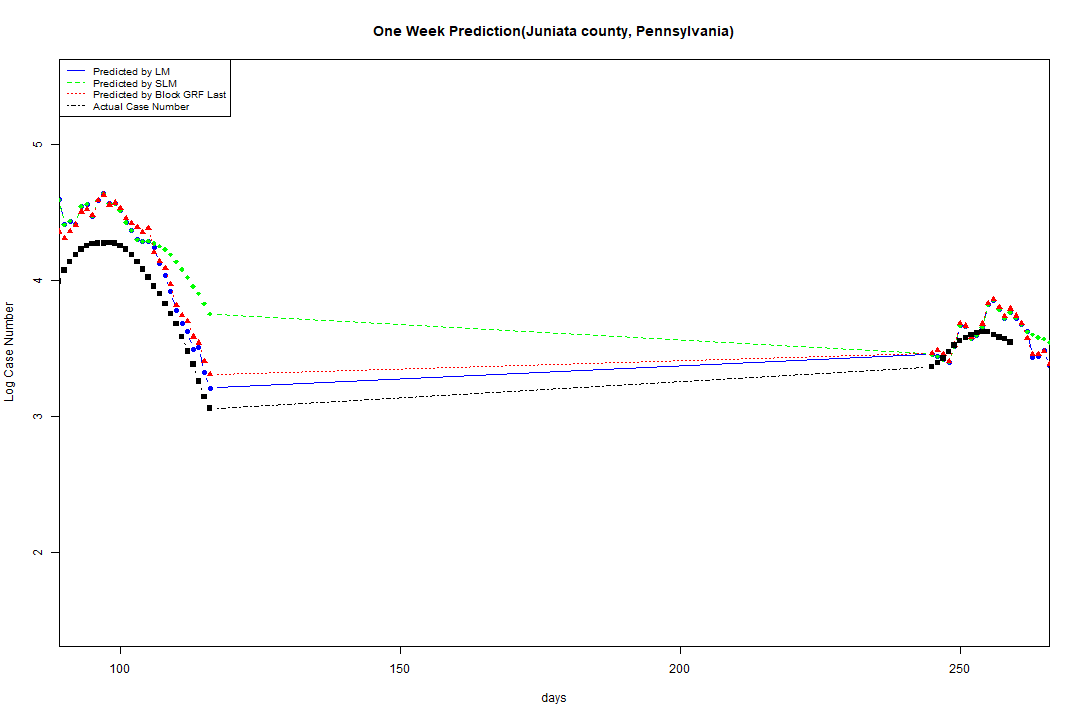 One Week Prediction(Juniata county, Pennsylvania)
Predicted by LM
Predicted by SLM
Predicted by Block GRF Last
Actual Case Number
5
4
3
2
Log Case Number
100 150 200 250
days